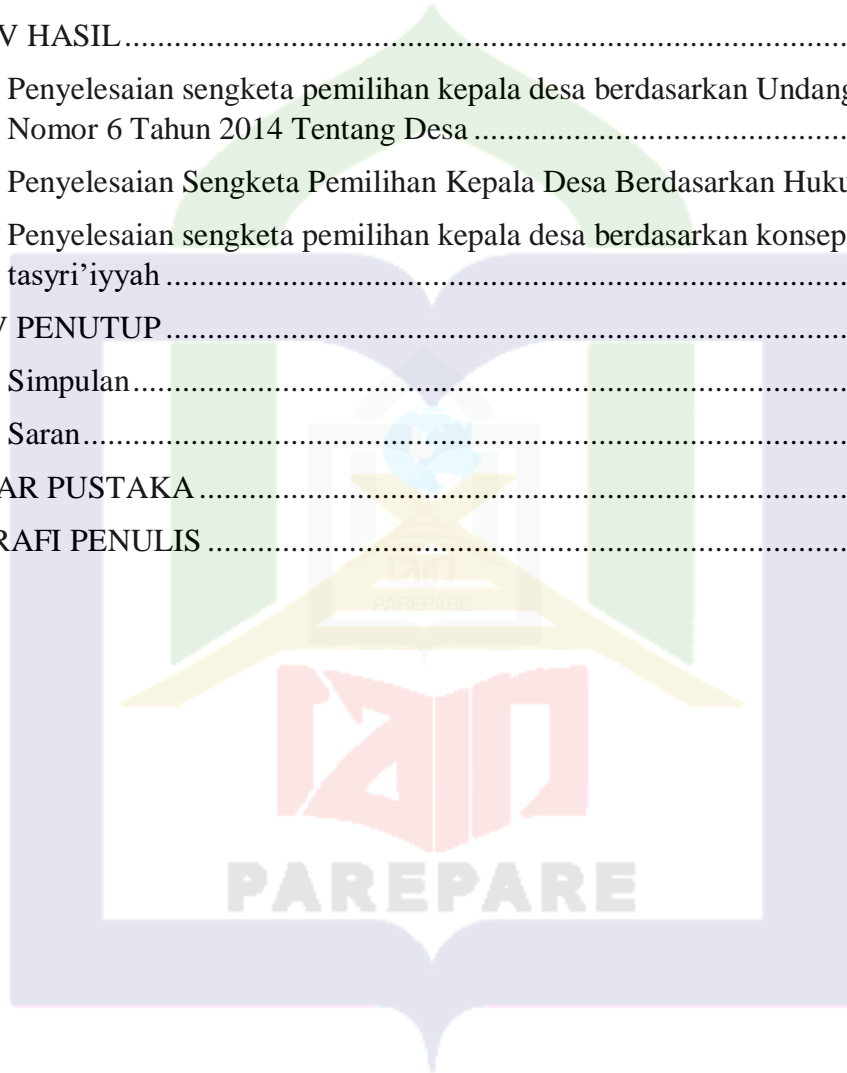 V HASIL
Penyelesaian sengketa pemilihan kepala desa berdasarkan Undang
Nomor 6 Tahun 2014 Tentang Desa
Penyelesaian Sengketa Pemilihan Kepala Desa Berdasarkan Huku
Penyelesaian sengketa pemilihan kepala desa berdasarkan konsep
tasyri’iyyah
V PENUTUP
Simpulan
Saran
AR PUSTAKA
RAFI PENULIS
IAIN
PAREPARE
IAIN
PAREPARE